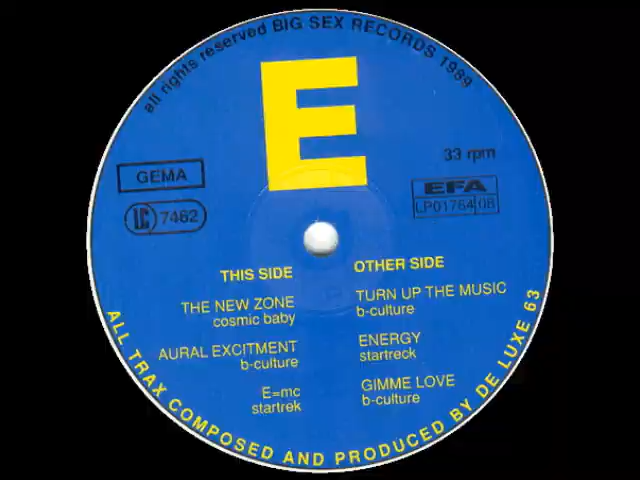 all rights reserved BIG SEX RECORDS 1989
E
33 rpm
GEMA
EFA
LC 7462
LP01764 08
THIS SIDE
OTHER SIDE
THE NEW ZONE
cosmic baby
TURN UP THE MUSIC
b-culture
AURAL EXCITMENT
b-culture
ENERGY
startreck
E=mc
startrek
GIMME LOVE
b-culture
ALL TRAX COMPOSED AND PRODUCED BY DE LUXE 63